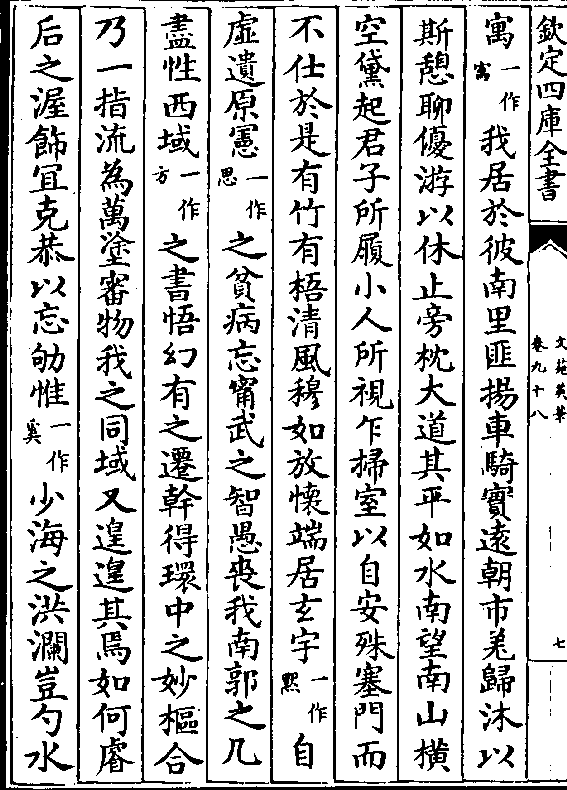 欽定四庫全書
文苑英華
卷九十八
七
寓一作我居於彼南里匪揚車騎實遠朝市羌歸沐以
斯憩聊優游以休止旁枕大道其平如水南望南山橫
空黛起君子所履小人所視乍掃室以自安殊塞門而
不仕於是有竹有梧清風穆如放懷端居玄宇一作默自
虛遺原憲一作思之貧病忘甯武之智愚喪我南郭之几
盡性西域一作方之書悟幻有之遷幹得環中之妙樞合
乃一指流為萬塗審物我之同域又遑遑其焉如何睿
后之渥飾宜克恭以忘劬惟一作奚少海之洪瀾豈勺水